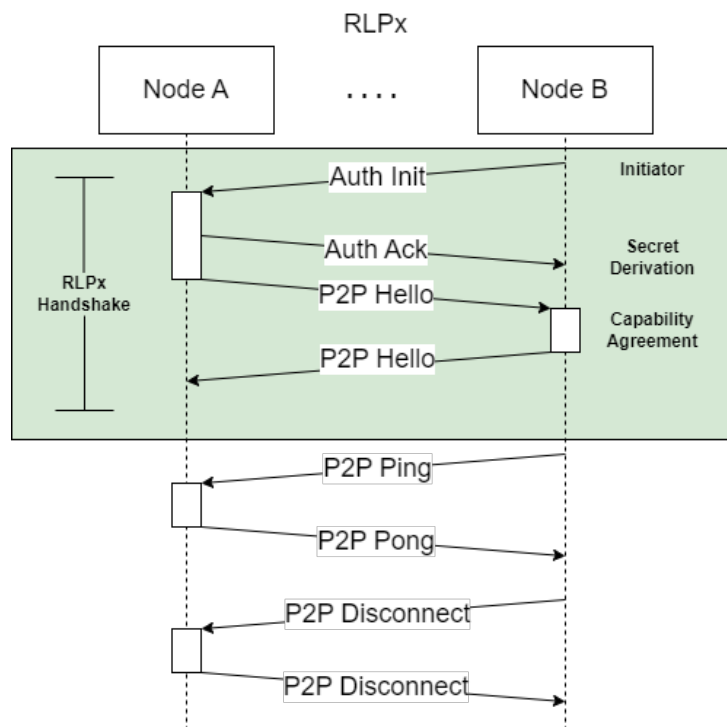 RLPx
Node A
....
Node B
Auth Init
Initiator
Auth Ack
Secret
Derivation
RLPx
Handshake
P2P Hello
Capability
Agreement
P2P Hello
P2P Ping
P2P Pong
P2P Disconnect
P2P Disconnect